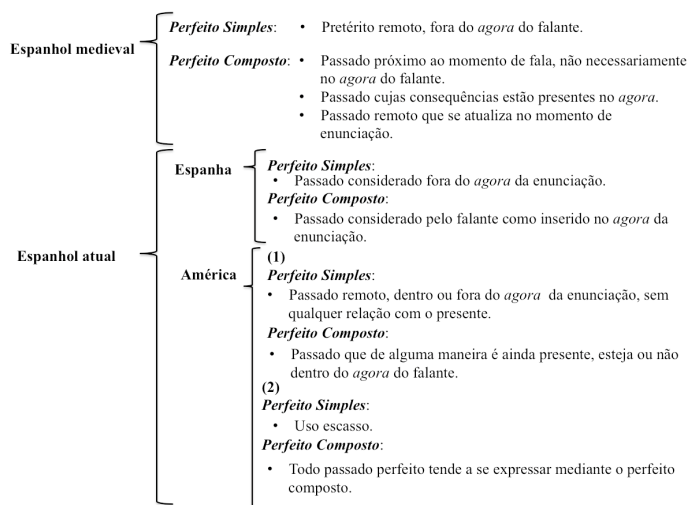 Espanhol medieval
Perfeito Simples: • Pretérito remoto, fora do agora do falante.
Perfeito Composto: • Passado próximo ao momento de fala, não necessariamente
no agora do falante.
• Passado cujas consequências estão presentes no agora.
• Passado remoto que se atualiza no momento de
enunciação.
Espanhol atual
Espanha
Perfeito Simples:
• Passado considerado fora do agora da enunciação.
Perfeito Composto:
• Passado considerado pelo falante como inserido no agora da
enunciação.
América
(1)
Perfeito Simples:
• Passado remoto, dentro ou fora do agora da enunciação, sem
qualquer relação com o presente.
Perfeito Composto:
• Passado que de alguma maneira é ainda presente, esteja ou não
dentro do agora do falante.
(2)
Perfeito Simples:
• Uso escasso.
Perfeito Composto:
• Todo passado perfeito tende a se expressar mediante o perfeito
composto.